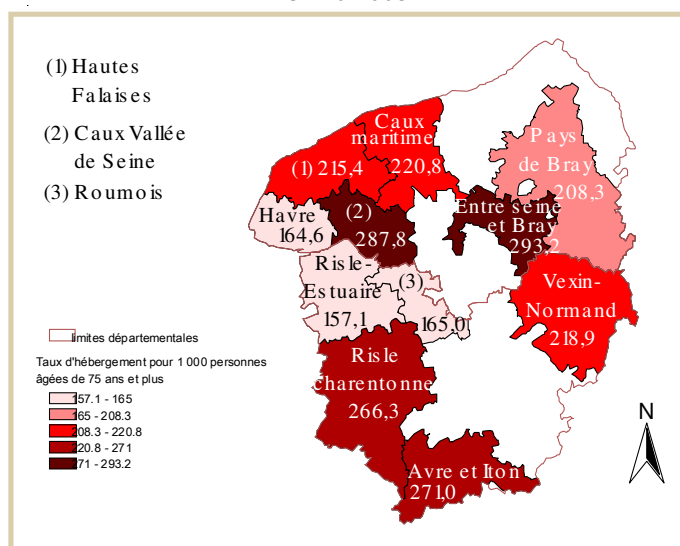 (1) Hautes
Falaises
(2) Caux Vallée
de Seine
(3) Roumois
Caux
maritime
220,8
(1) 215,4
Pays
de Bray
208,3
Havre
164,6
(2)
287,8
Entre seine
et Bray
293,2
Risle-
Estuaire
157,1
(3)
165,0
Vexin-
Normand
218,9
Risle
charentonne
266,3
Avre et Iton
271,0
limites départementales
Taux d'hébergement pour 1 000 personnes
âgées de 75 ans et plus
157.1 - 165
165 - 208.3
208.3 - 220.8
220.8 - 271
271 - 293.2
N